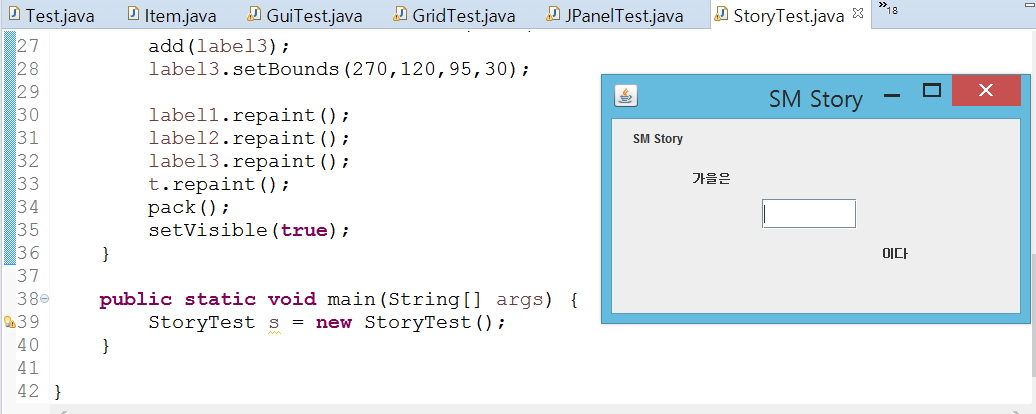 Test.java Item.java GuiTest.java GridTest.java JPanelTest.java StoryTest.java »18
27 add(label3);
28 label3.setBounds(270,120,95,30);
29
30 label1.repaint();
31 label2.repaint();
32 label3.repaint();
33 t.repaint();
34 pack();
35 setVisible(true);
36 }
37
38 public static void main(String[] args) {
39 StoryTest s = new StoryTest();
40 }
41
42 }
SM Story
SM Story
가을은
이다